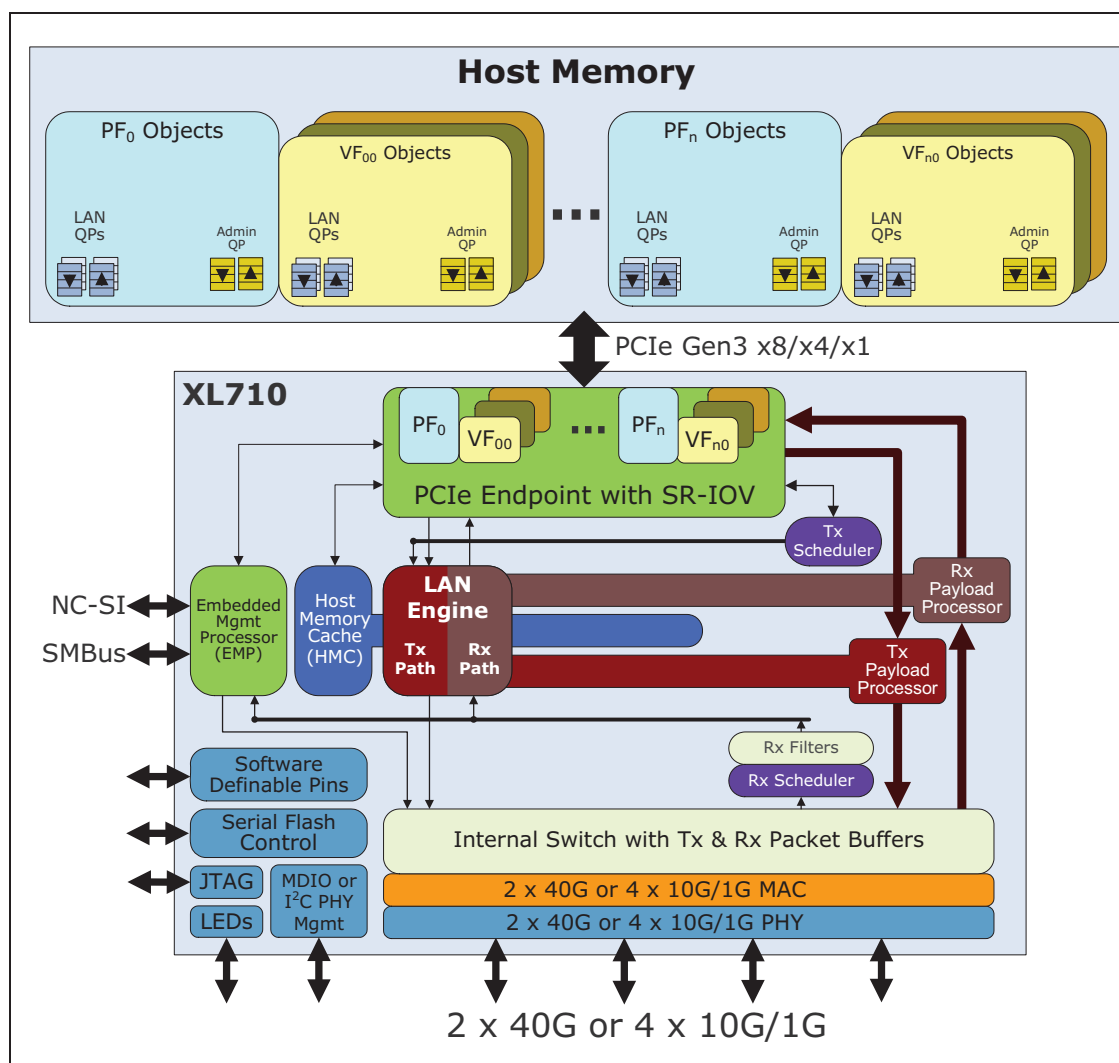 Host Memory
PF0 Objects
VF00 Objects
LAN
QPs
Admin
QP
LAN
QPs
Admin
QP
...
PFn Objects
VFn0 Objects
LAN
QPs
Admin
QP
LAN
QPs
Admin
QP
PCIe Gen3 x8/x4/x1
XL710
PF0
VF00
...
PFn
VFn0
PCIe Endpoint with SR-IOV
Tx
Scheduler
NC-SI
SMBus
Embedded
Mgmt
Processor
(EMP)
Host
Memory
Cache
(HMC)
LAN
Engine
Tx
Path
Rx
Path
Rx
Payload
Processor
Tx
Payload
Processor
Rx Filters
Rx Scheduler
Software
Definable Pins
Serial Flash
Control
JTAG
LEDs
MDIO or
I2C PHY
Mgmt
Internal Switch with Tx & Rx Packet Buffers
2 x 40G or 4 x 10G/1G MAC
2 x 40G or 4 x 10G/1G PHY
2 x 40G or 4 x 10G/1G